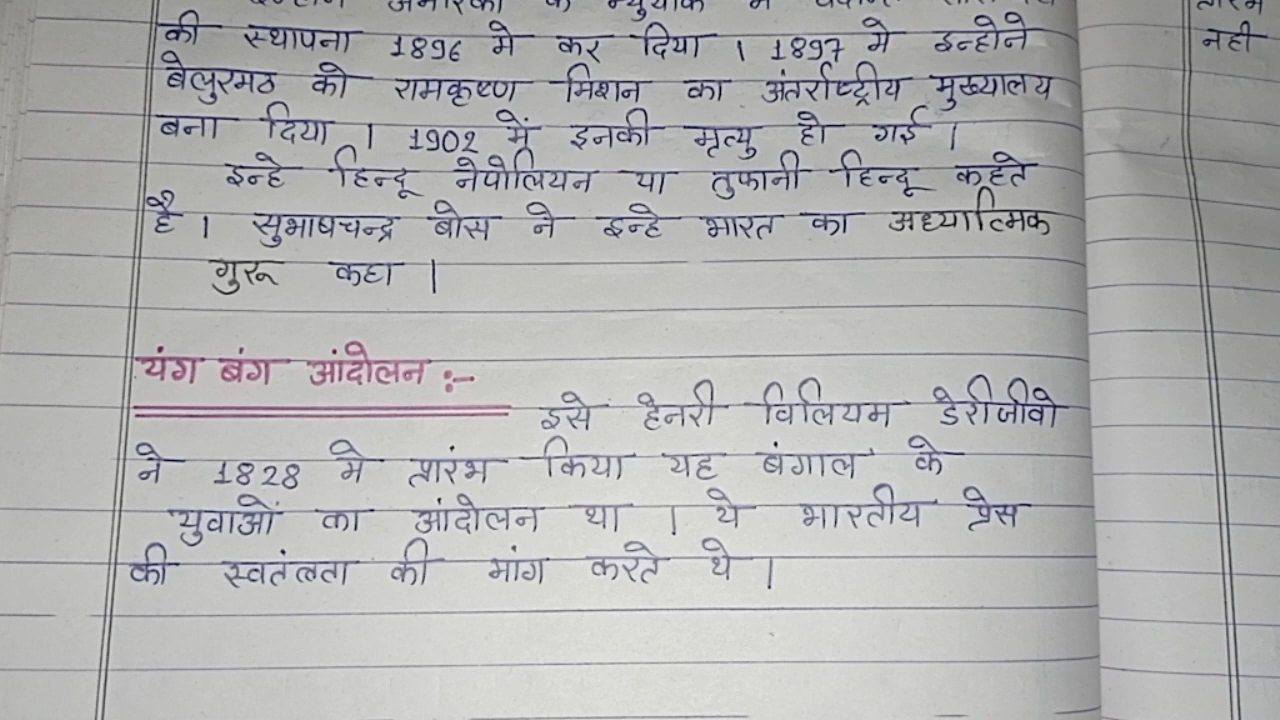 की स्थापना 1896 मे कर दिया । 1897 मे इन्होने
बेलुरमठ को रामकृष्ण मिशन का अंतर्राष्ट्रीय मुख्यालय
बना दिया । 1902 में इनकी मृत्यु हो गई ।
इन्हे हिन्दू नेपोलियन या तुफानी हिन्दू कहते
है । सुभाषचन्द्र बोस ने इन्हे भारत का अध्यात्मिक
गुरू कहा ।
यंग बंग आंदोलन :-
इसे हेनरी विलियम डेरीजीवो
ने 1828 मे प्रारंभ किया यह बंगाल के
युवाओं का आंदोलन था । ये भारतीय प्रेस
की स्वतंत्रता की मांग करते थे ।
नही